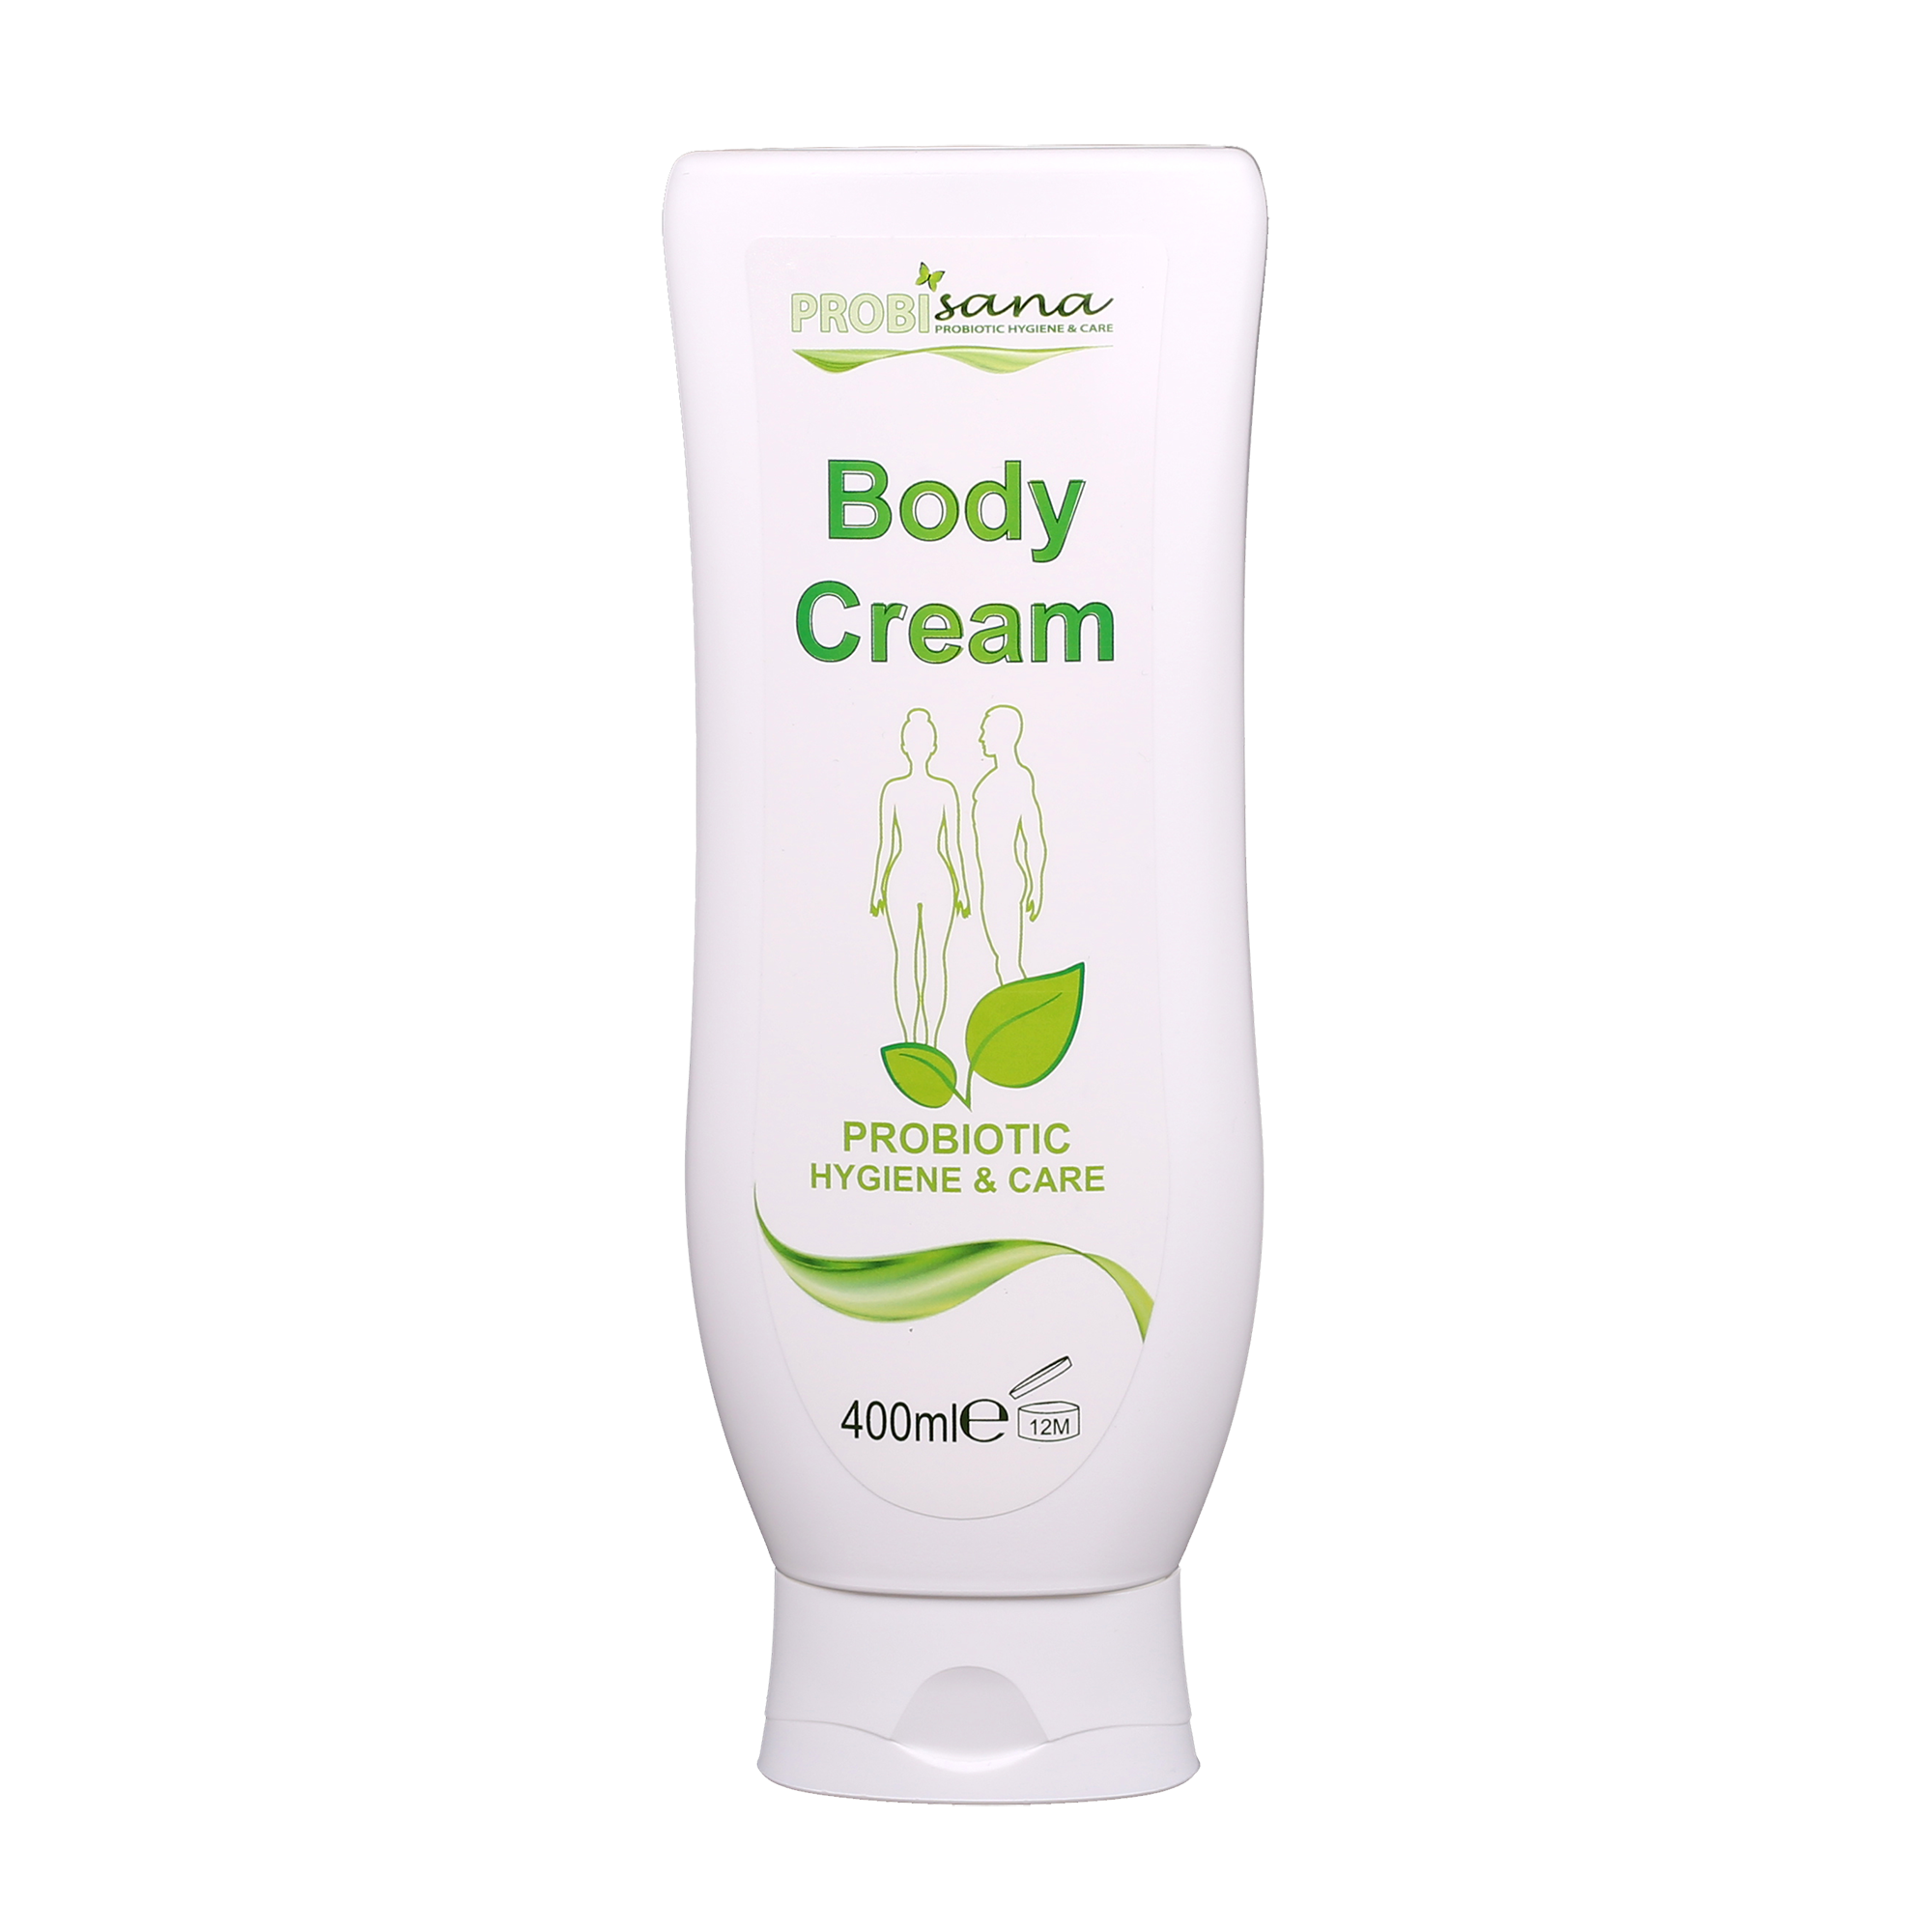 PROBIsana
PROBIOTIC HYGIENE & CARE
Body
Cream
PROBIOTIC
HYGIENE & CARE
400ml℮ 12M